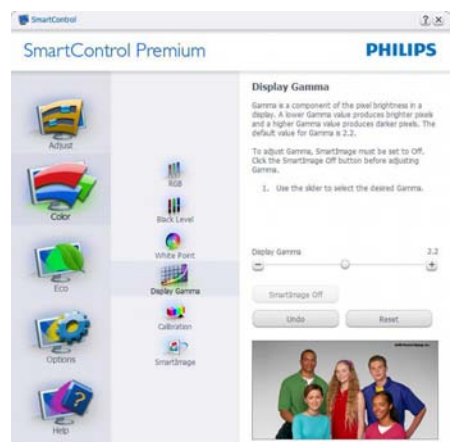 SmartControl
SmartControl Premium
PHILIPS
Adjust
Color
Eco
Options
Help
RGB
Black Level
White Point
Display Gamma
Calibration
SmartImage
Display Gamma
Gamma is a component of the pixel brightness in a
display. A lower Gamma value produces brighter pixels
and a higher Gamma value produces darker pixels. The
default value for Gamma is 2.2.
To adjust Gamma, SmartImage must be set to Off.
Click the SmartImage Off button before adjusting
Gamma.
1. Use the slider to select the desired Gamma.
Display Gamma 2.2
SmartImage Off
Undo Reset